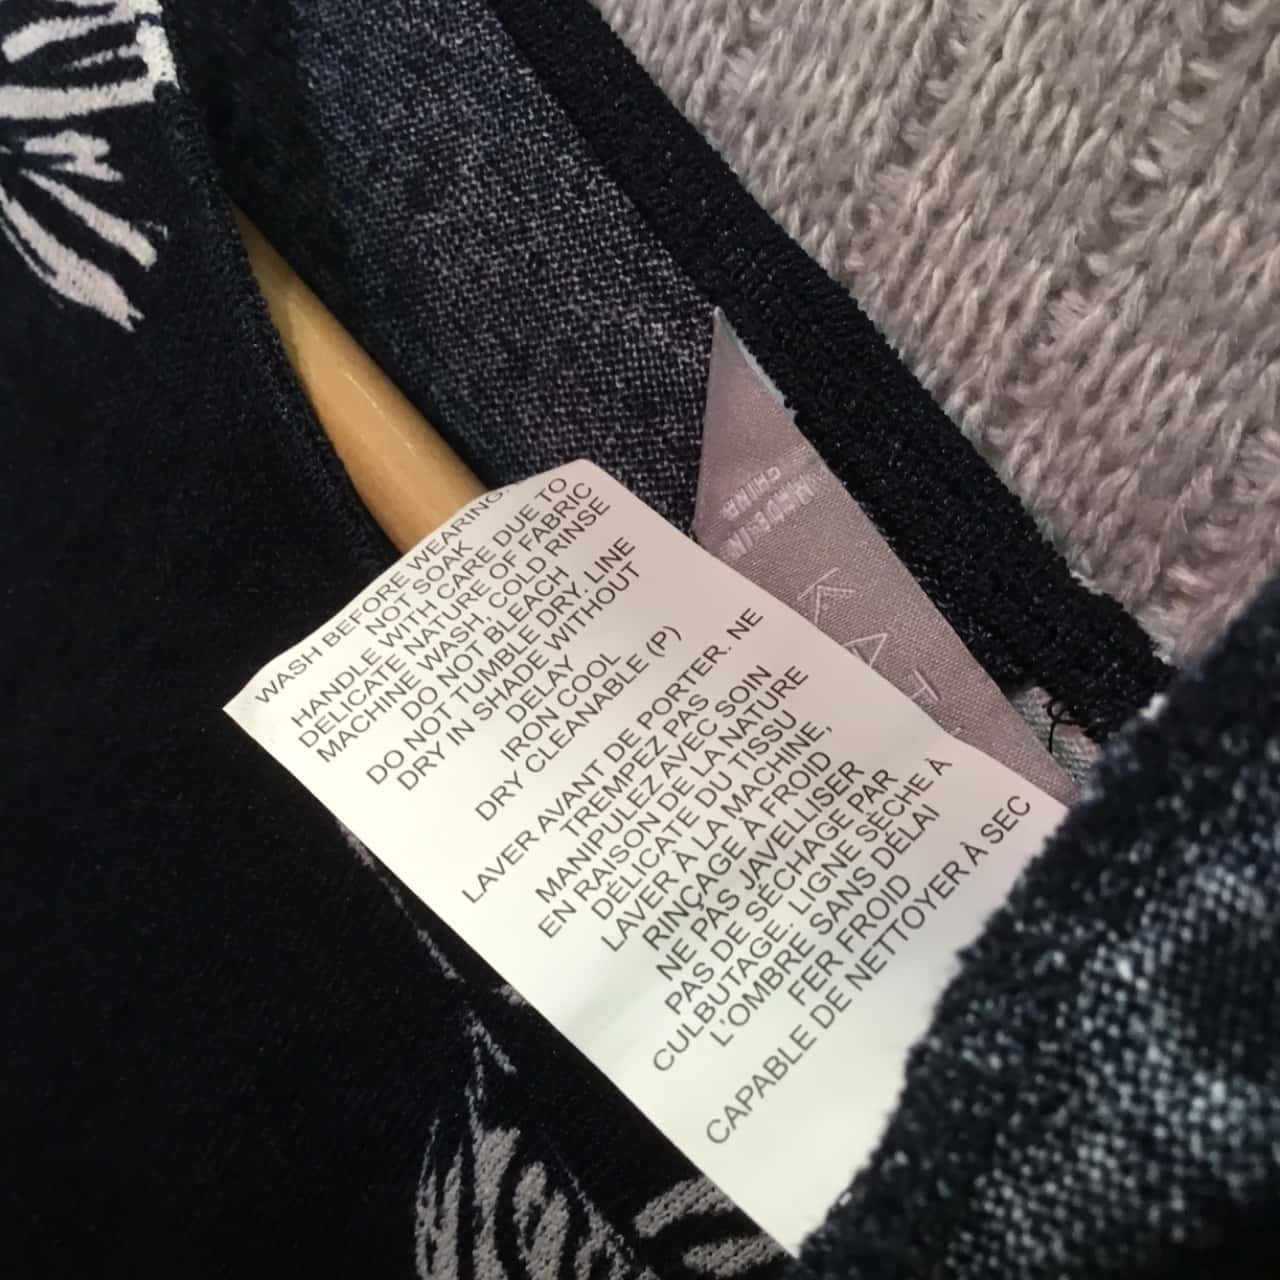 WASH BEFORE WEARING.
NOT SOAK
HANDLE WITH CARE DUE TO
DELICATE NATURE OF FABRIC
MACHINE WASH, COLD RINSE
DO NOT BLEACH
DO NOT TUMBLE DRY. LINE
DRY IN SHADE WITHOUT
DELAY
IRON COOL
DRY CLEANABLE (P)
LAVER AVANT DE PORTER. NE
TREMPEZ PAS
MANIPULEZ AVEC SOIN
EN RAISON DE LA NATURE
DÉLICATE DU TISSU
LAVER À LA MACHINE,
RINÇAGE À FROID
NE PAS JAVELLISER
PAS DE SÉCHAGE PAR
CULBUTAGE. LIGNE SÈCHE À
L'OMBRE SANS DÉLAI
FER FROID
CAPABLE DE NETTOYER À SEC